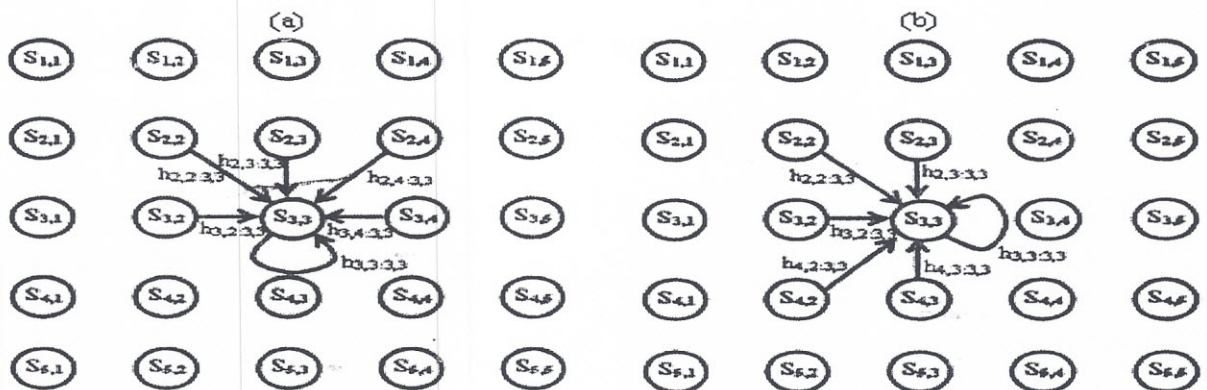 (a) (b)
S1,1 S1,2 S1,3 S1,4 S1,5 S1,1 S1,2 S1,3 S1,4 S1,5
S2,1 S2,2 S2,3 S2,4 S2,5 S2,1 S2,2 S2,3 S2,4 S2,5
h2,3:3,3
h2,2:3,3 h2,4:3,3 h2,2:3,3 h2,3:3,3
S3,1 S3,2 S3,3 S3,4 S3,5 S3,1 S3,2 S3,3 S3,4 S3,5
h3,2:3,3 h3,4:3,3 h3,2:3,3
h3,3:3,3 h4,2:3,3 h4,3:3,3 h3,3:3,3
S4,1 S4,2 S4,3 S4,4 S4,5 S4,1 S4,2 S4,3 S4,4 S4,5
S5,1 S5,2 S5,3 S5,4 S5,5 S5,1 S5,2 S5,3 S5,4 S5,5